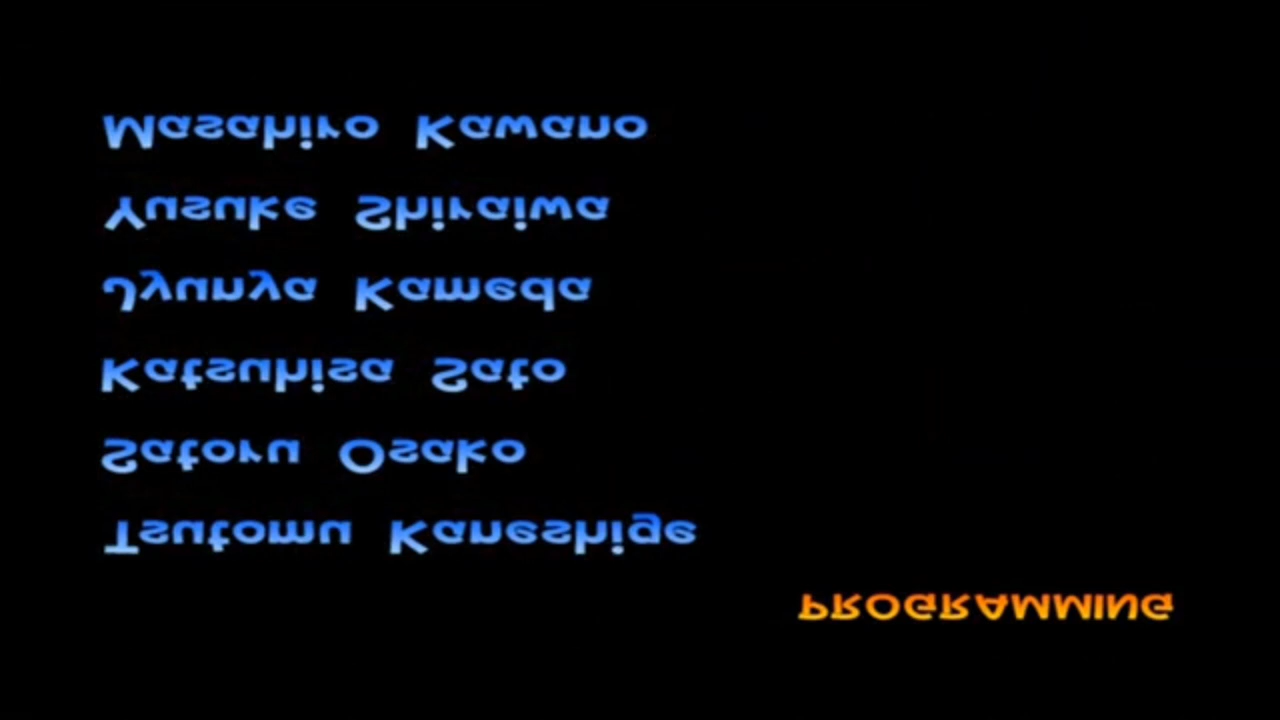 PROGRAMMING
Tsutomu Kaneshige
Satoru Osako
Katsuhisa Sato
Jyunya Kameda
Yusuke Shiraiwa
Masahiro Kawano